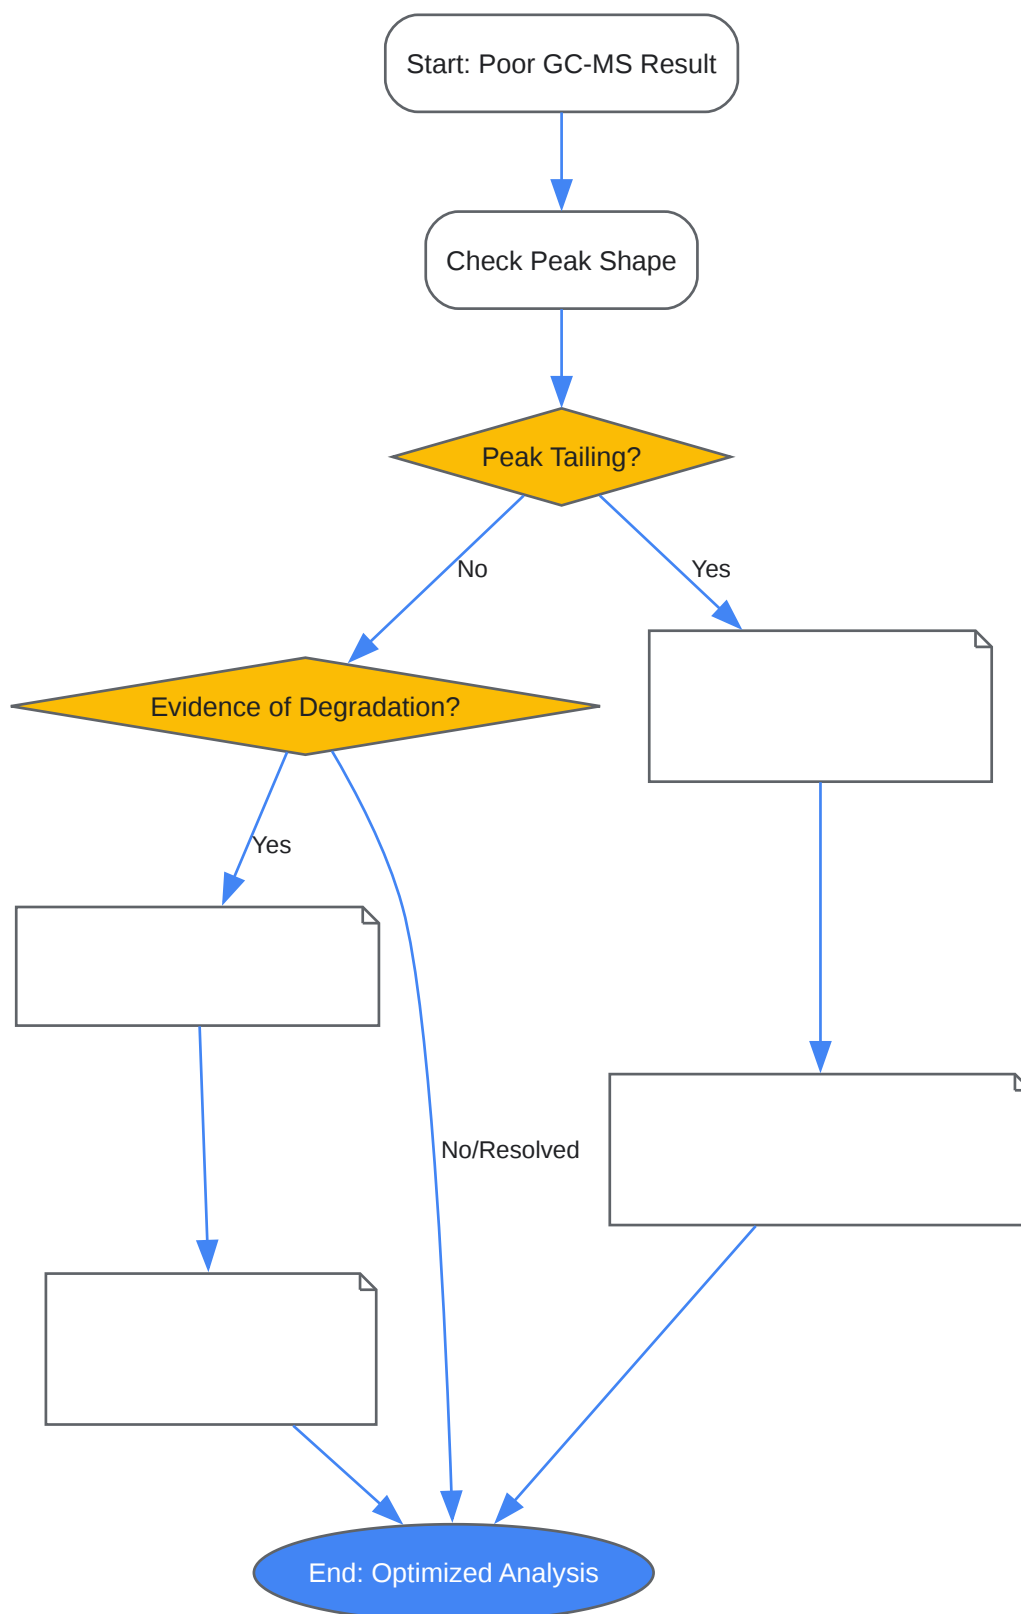 Start: Poor GC-MS Result
Check Peak Shape
Peak Tailing?
No
Yes
Evidence of Degradation?
Yes
No/Resolved
End: Optimized Analysis